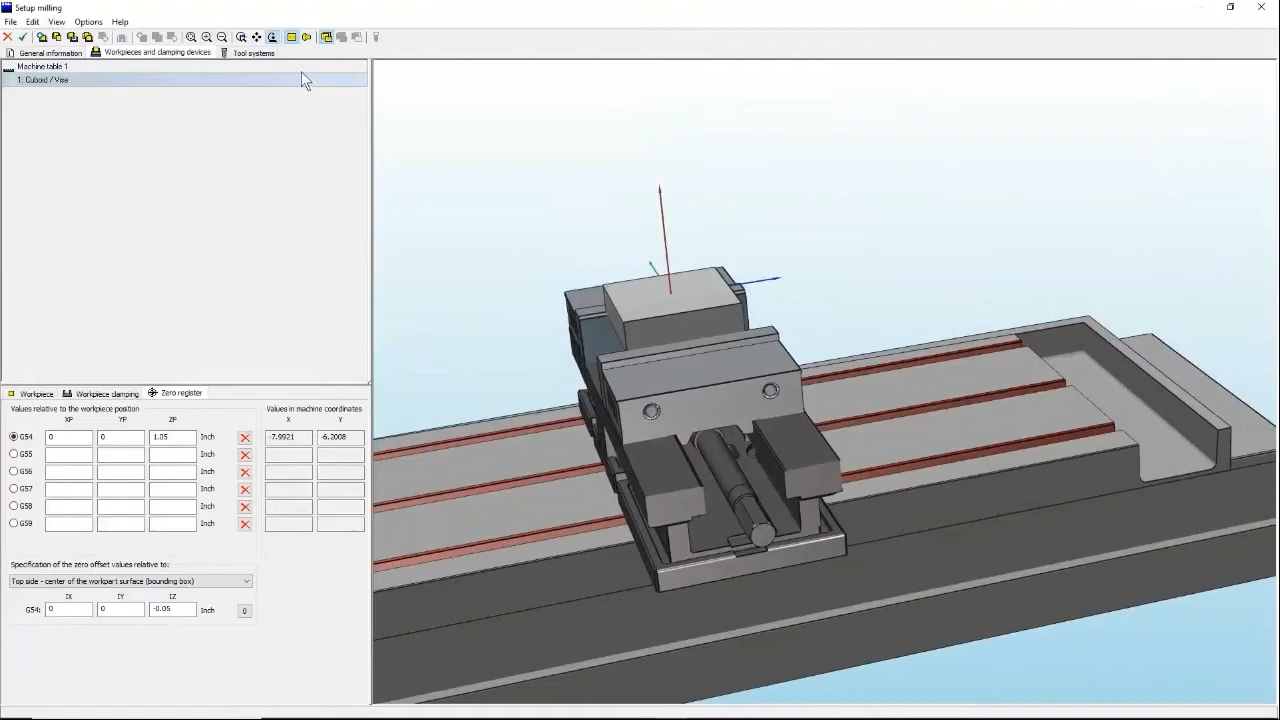 Setup milling
File Edit View Options Help
General information Workpieces and clamping devices Tool systems
Machine table 1
1: Cuboid / Vise
Workpiece Workpiece clamping Zero register
Values relative to the workpiece position Values in machine coordinates
XP YP ZP X Y
G54 0 0 1.05 Inch -7.9921 -6.2008
G55 Inch
G56 Inch
G57 Inch
G58 Inch
G59 Inch
Specification of the zero offset values relative to:
Top side - center of the workpart surface (bounding box)
IX IY IZ
G54: 0 0 -0.05 Inch 0